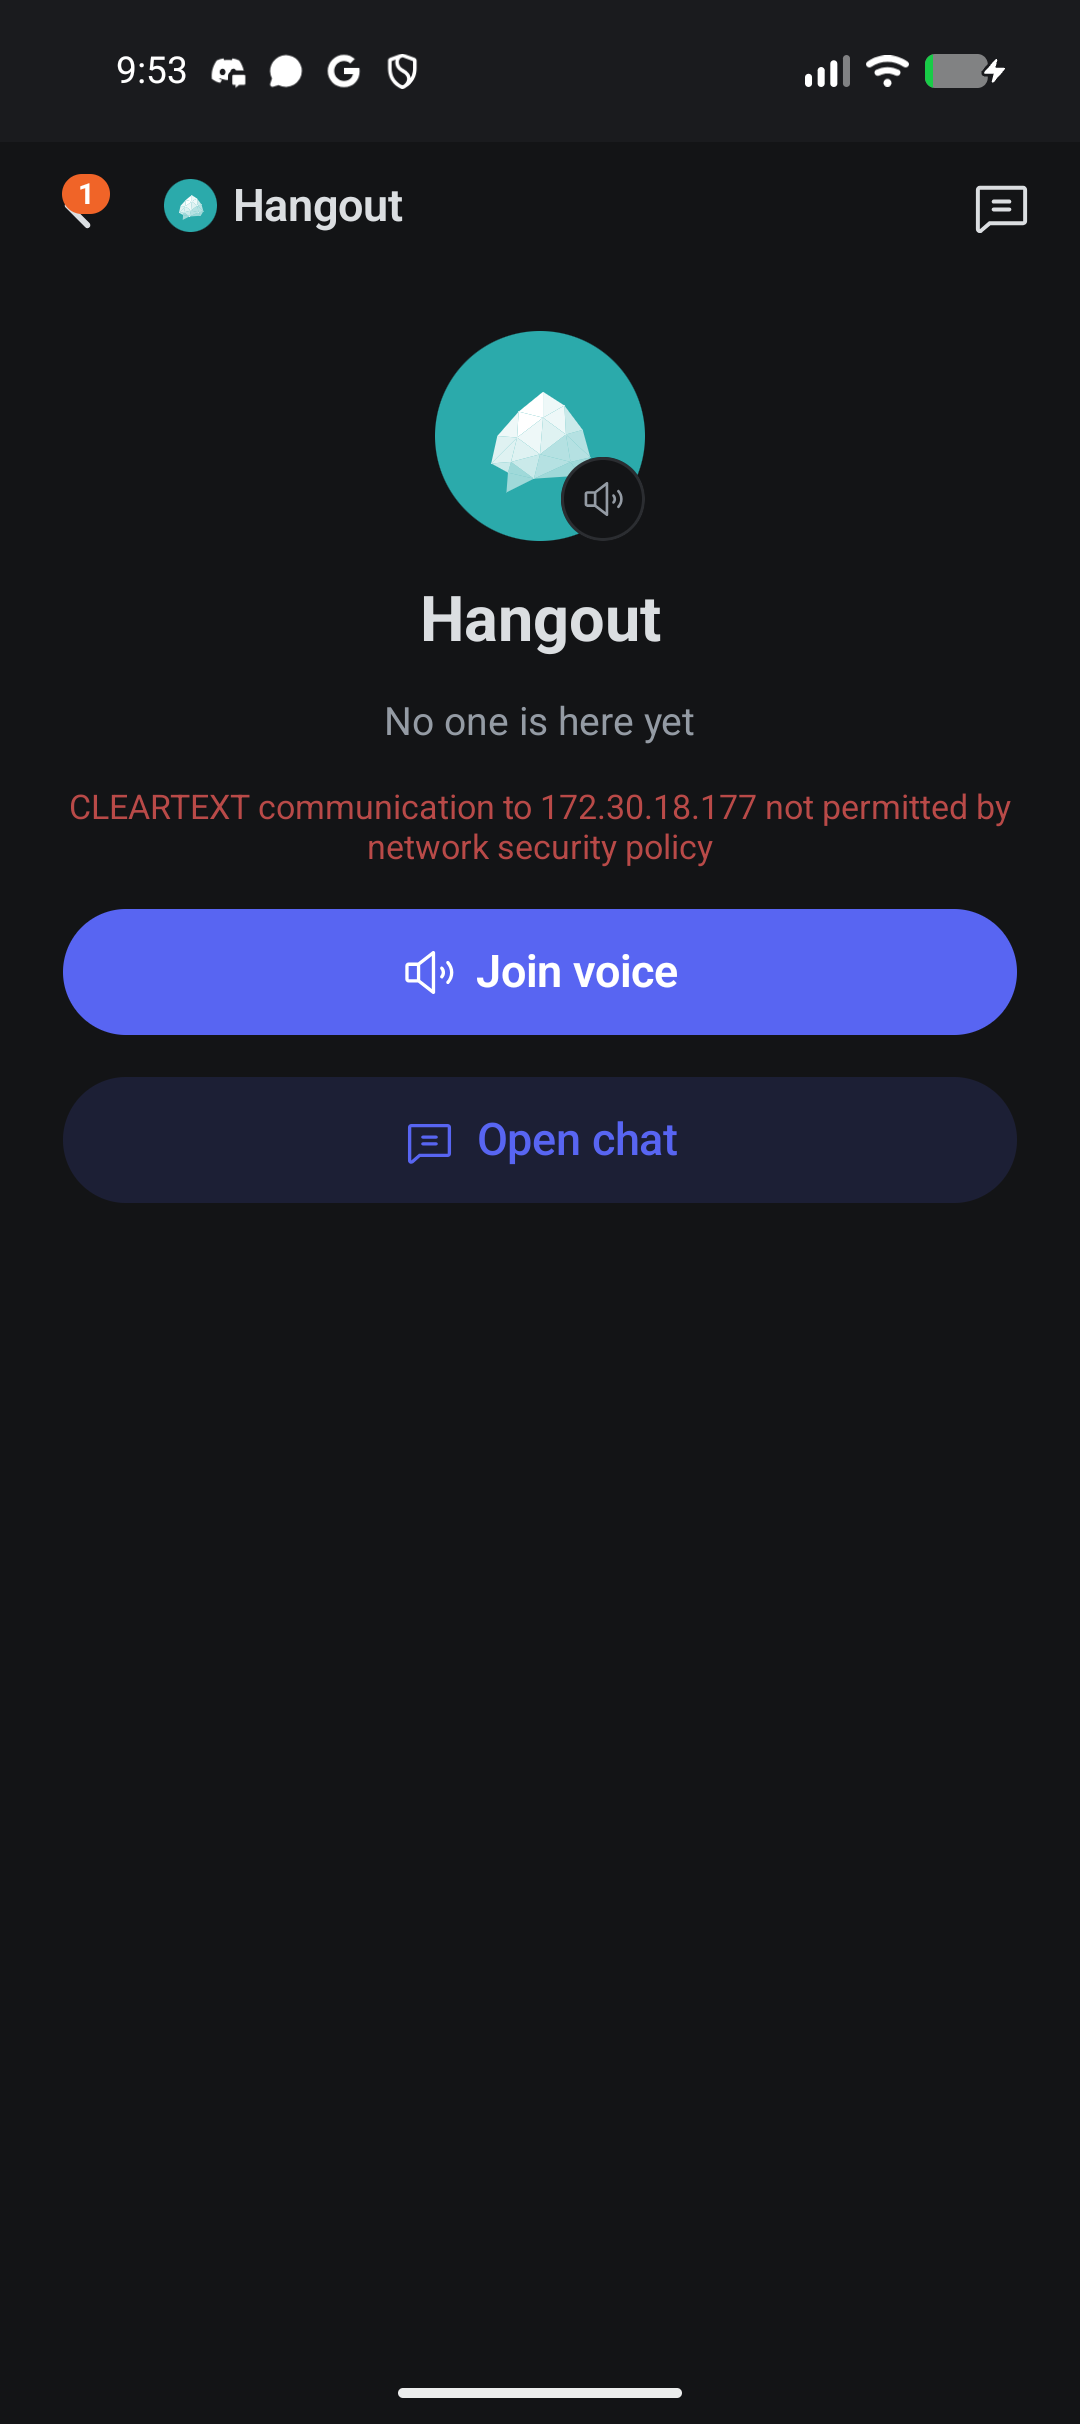 9:53
1
Hangout
Hangout
No one is here yet
CLEARTEXT communication to 172.30.18.177 not permitted by
network security policy
Join voice
Open chat